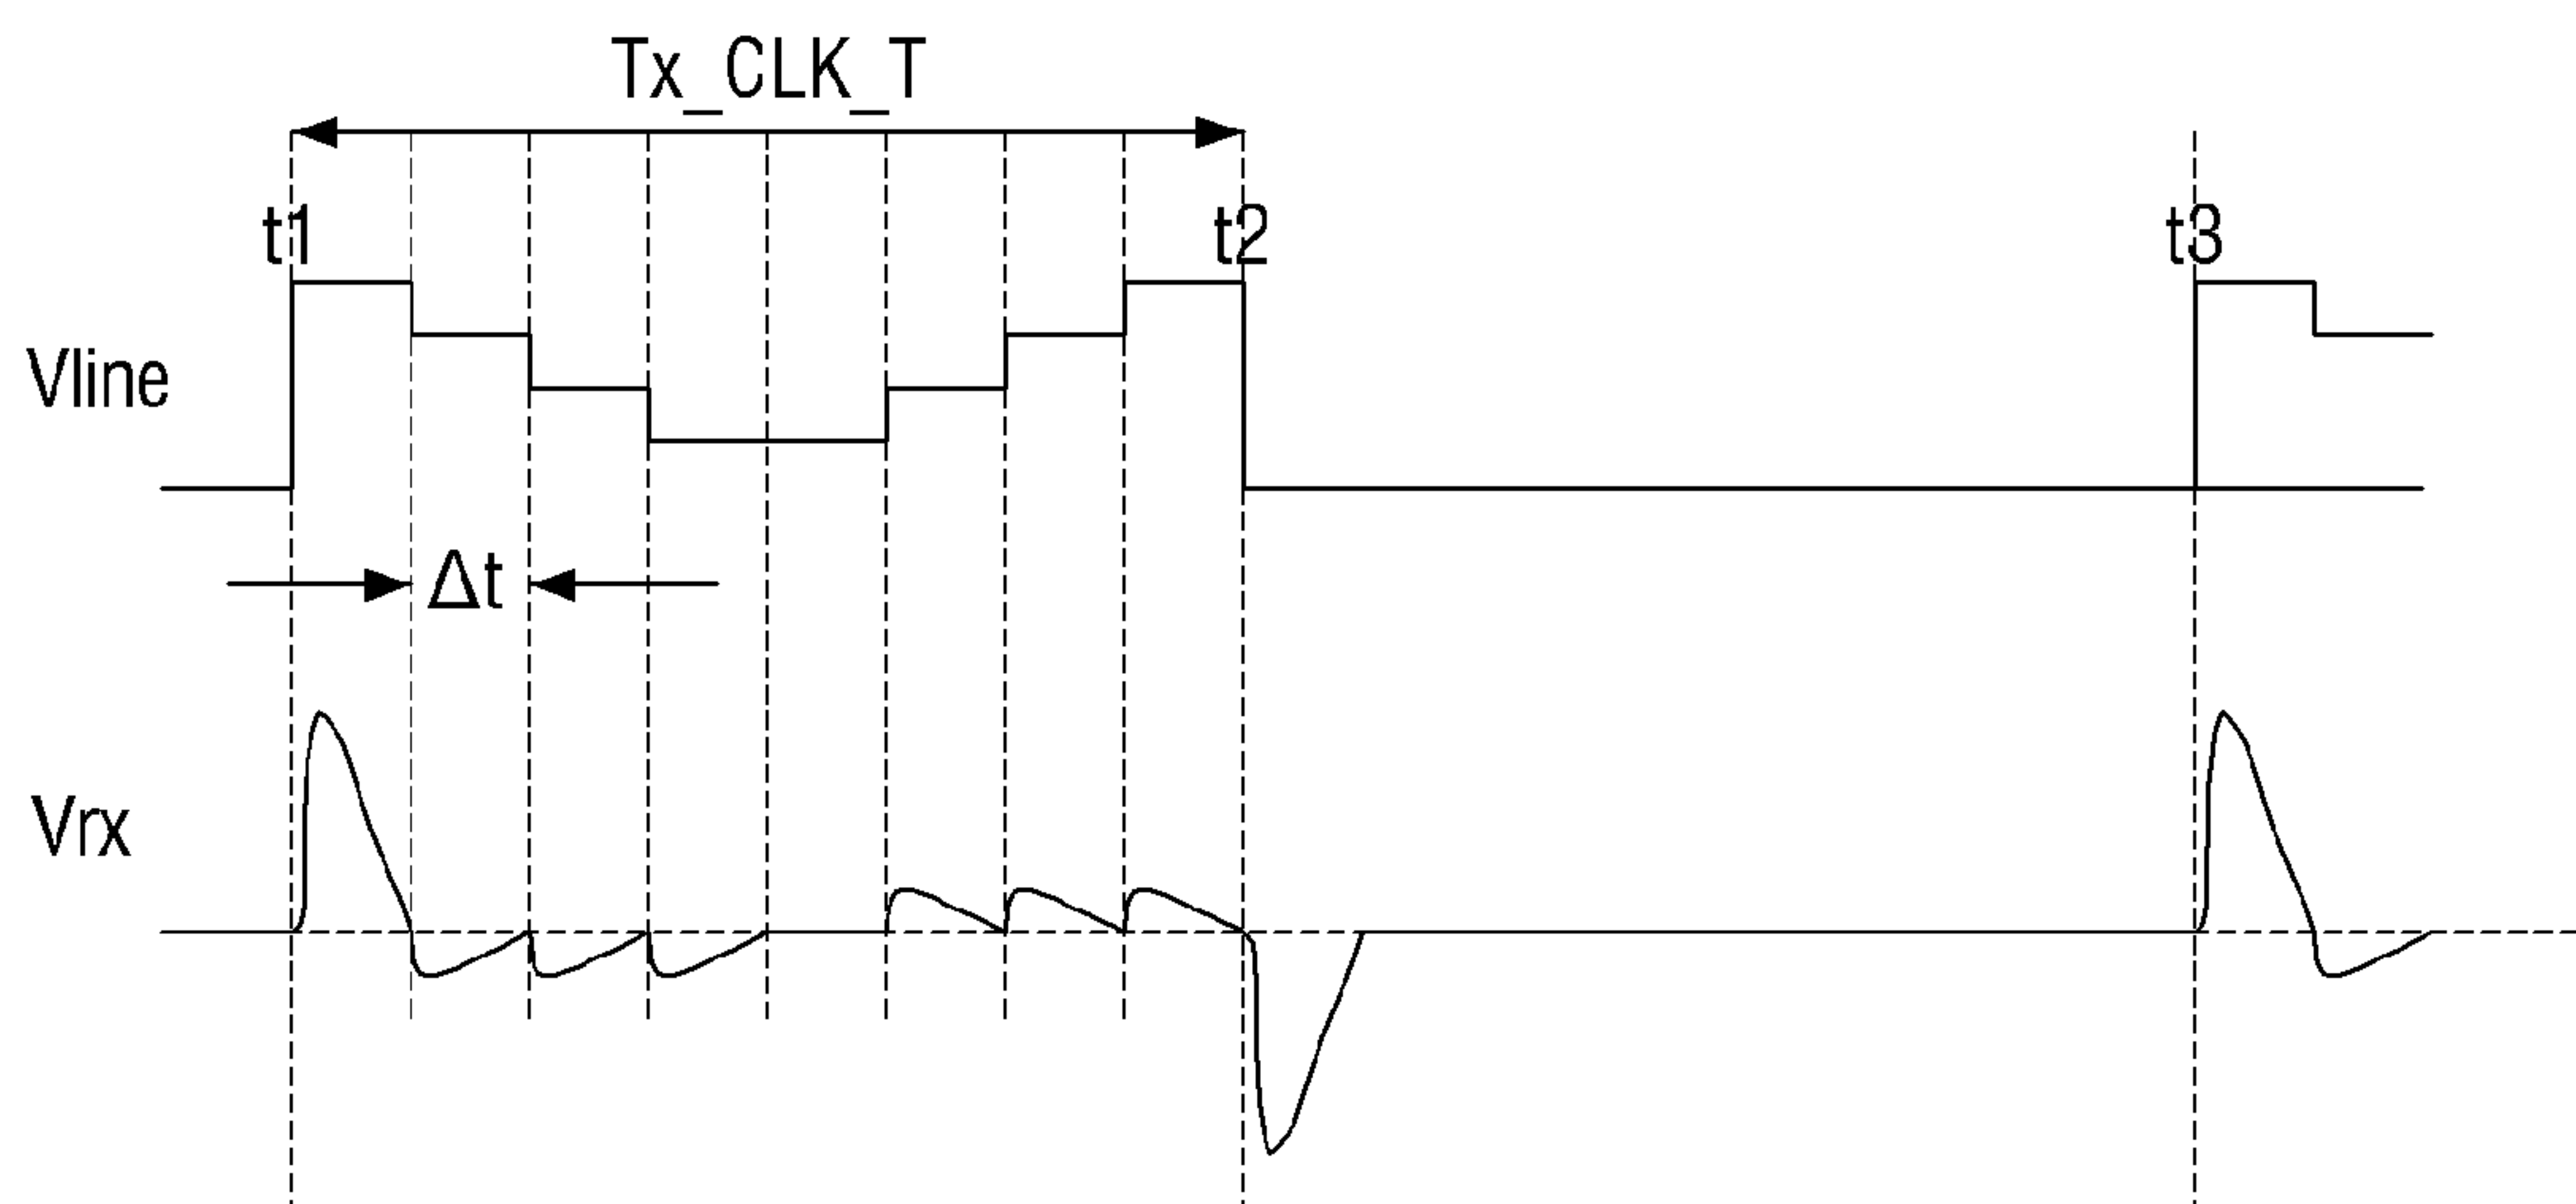 Tx_CLK_T
t1
t2
t3
Vline
Δt
Vrx